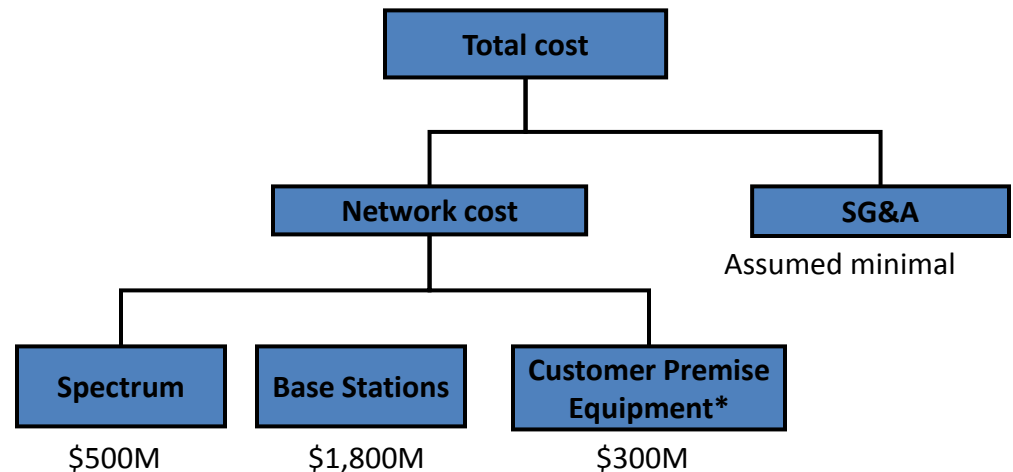 Total cost
Network cost
SG&A
Assumed minimal
Spectrum
Base Stations
Customer Premise
Equipment*
$500M
$1,800M
$300M